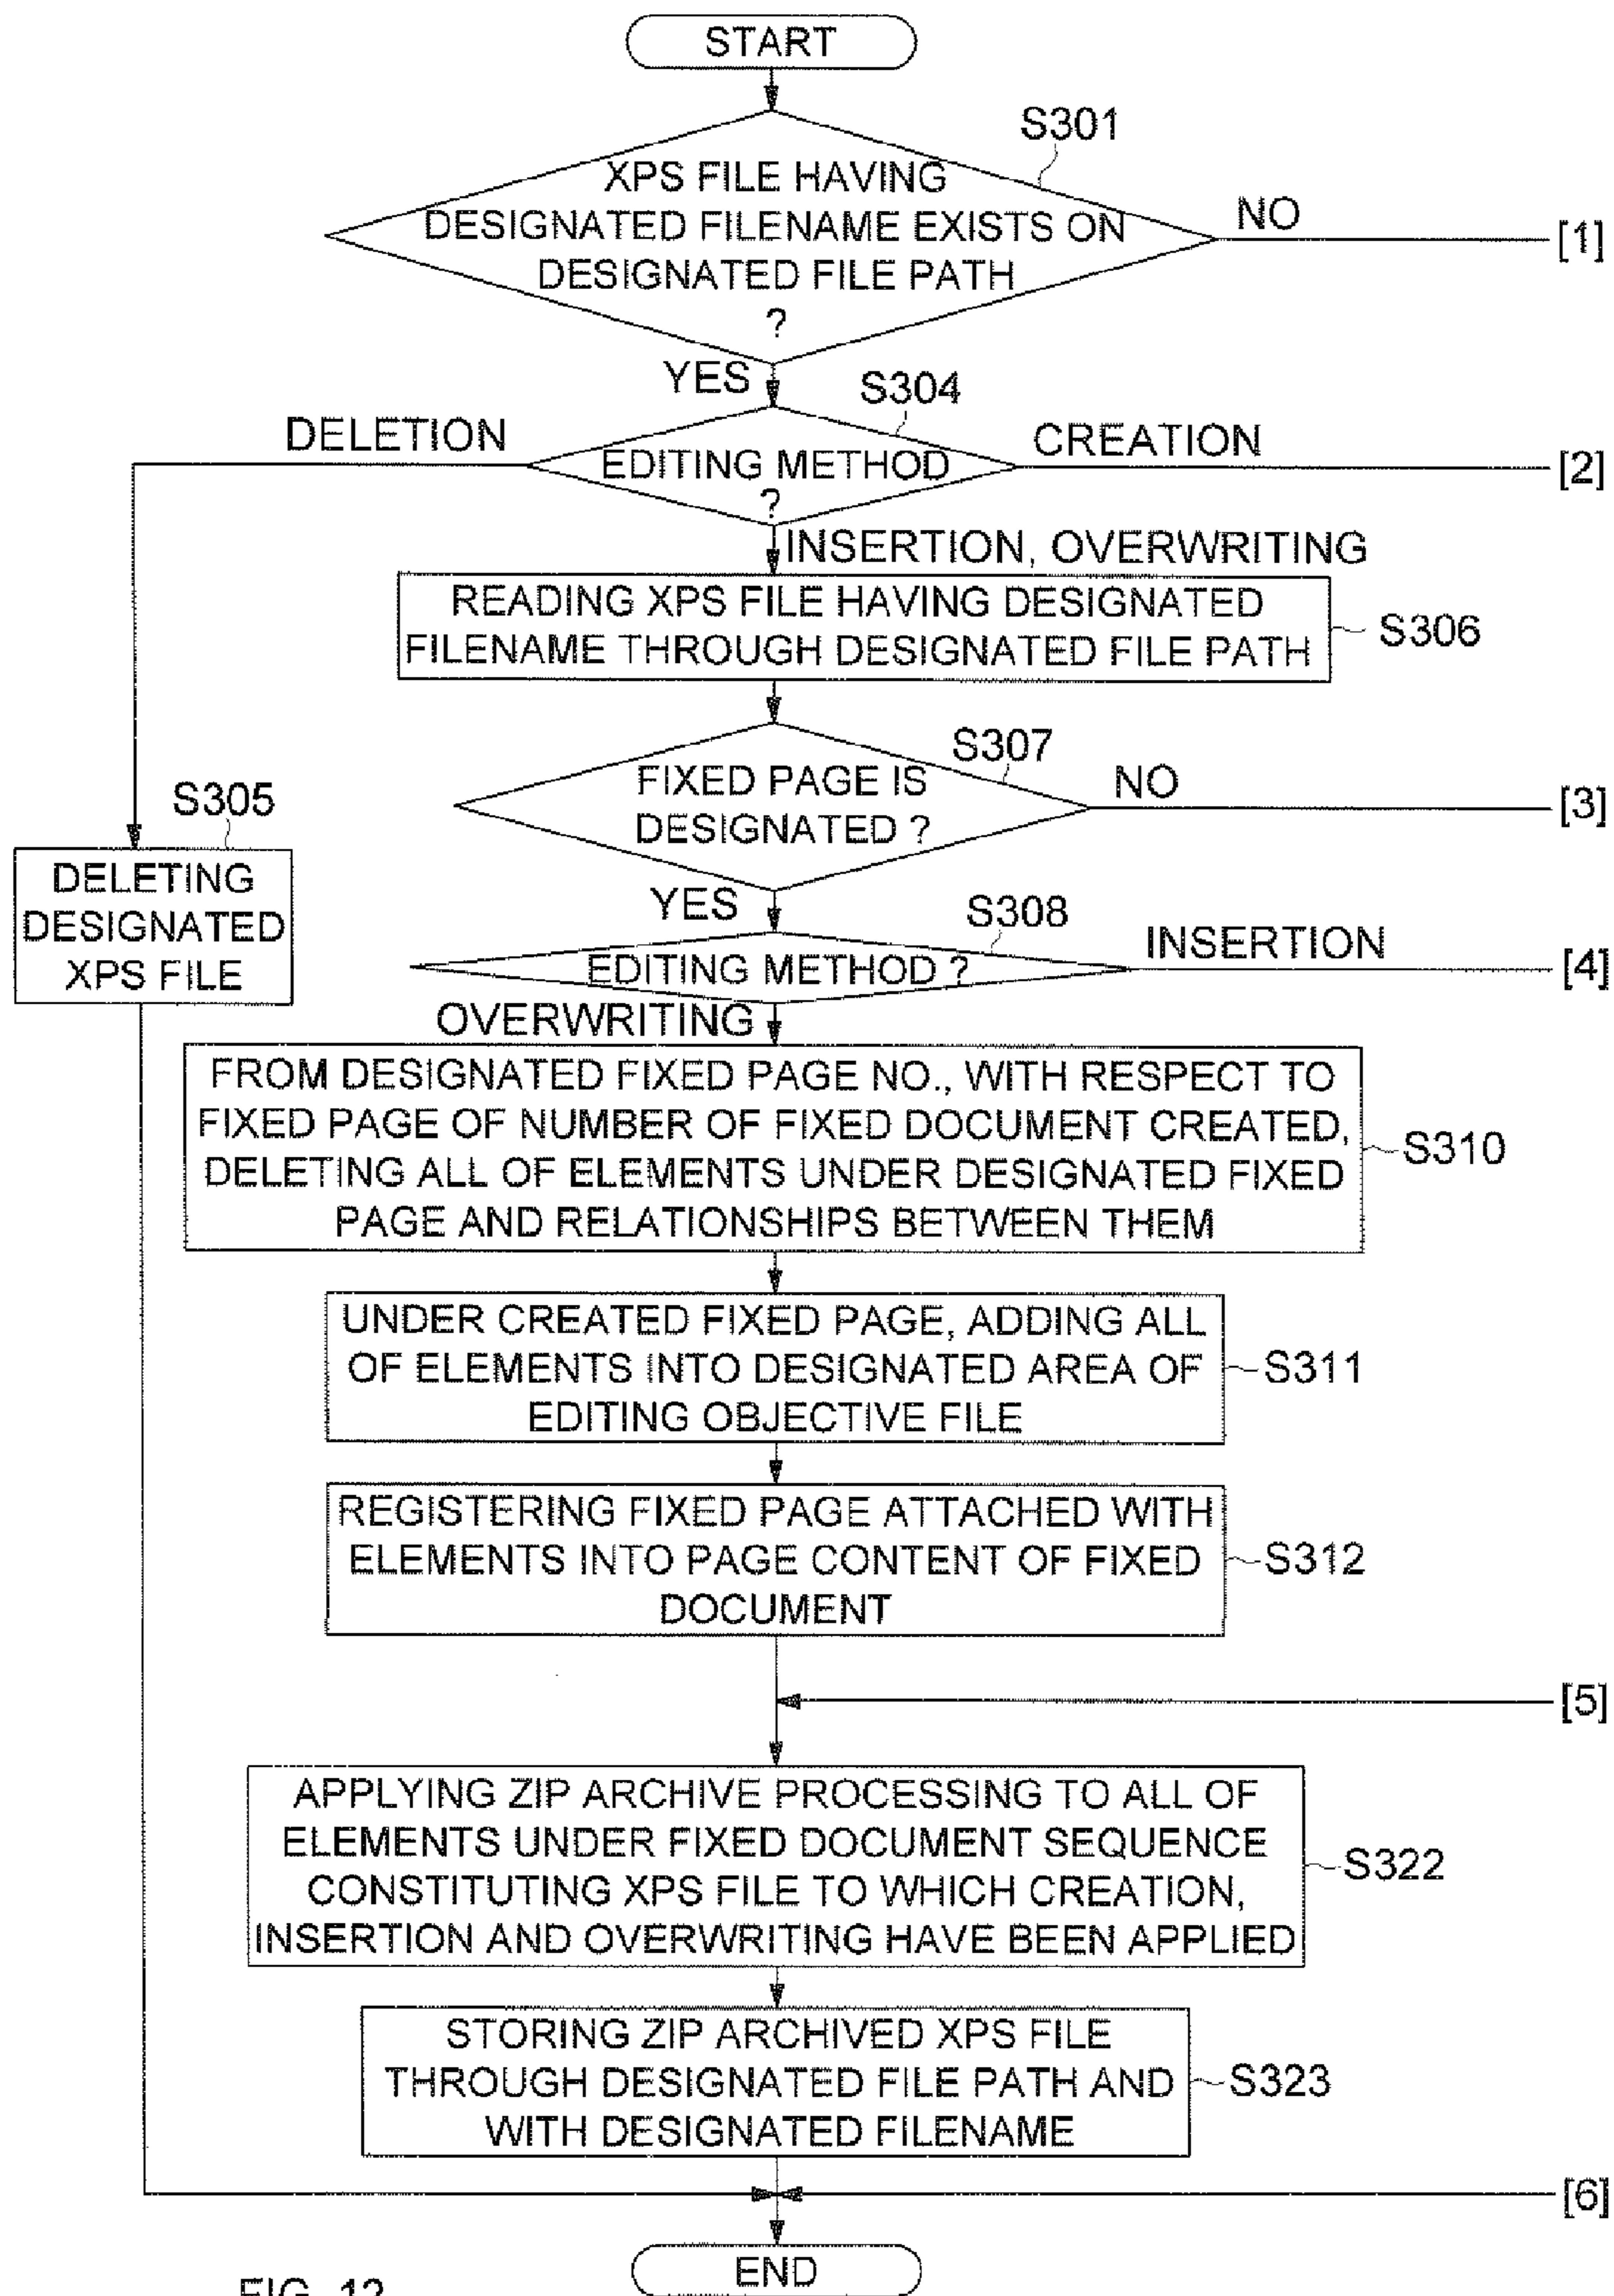 START
S301
XPS FILE HAVING
DESIGNATED FILENAME EXISTS ON
DESIGNATED FILE PATH
?
NO
[1]
YES
S304
DELETION
EDITING METHOD
?
CREATION
[2]
INSERTION, OVERWRITING
READING XPS FILE HAVING DESIGNATED
FILENAME THROUGH DESIGNATED FILE PATH
S306
S307
FIXED PAGE IS
DESIGNATED ?
NO
[3]
S305
DELETING
DESIGNATED
XPS FILE
YES
S308
EDITING METHOD ?
INSERTION
[4]
OVERWRITING
FROM DESIGNATED FIXED PAGE NO., WITH RESPECT TO
FIXED PAGE OF NUMBER OF FIXED DOCUMENT CREATED,
DELETING ALL OF ELEMENTS UNDER DESIGNATED FIXED
PAGE AND RELATIONSHIPS BETWEEN THEM
S310
UNDER CREATED FIXED PAGE, ADDING ALL
OF ELEMENTS INTO DESIGNATED AREA OF
EDITING OBJECTIVE FILE
S311
REGISTERING FIXED PAGE ATTACHED WITH
ELEMENTS INTO PAGE CONTENT OF FIXED
DOCUMENT
S312
[5]
APPLYING ZIP ARCHIVE PROCESSING TO ALL OF
ELEMENTS UNDER FIXED DOCUMENT SEQUENCE
CONSTITUTING XPS FILE TO WHICH CREATION,
INSERTION AND OVERWRITING HAVE BEEN APPLIED
S322
STORING ZIP ARCHIVED XPS FILE
THROUGH DESIGNATED FILE PATH AND
WITH DESIGNATED FILENAME
S323
[6]
END
FIG. 12